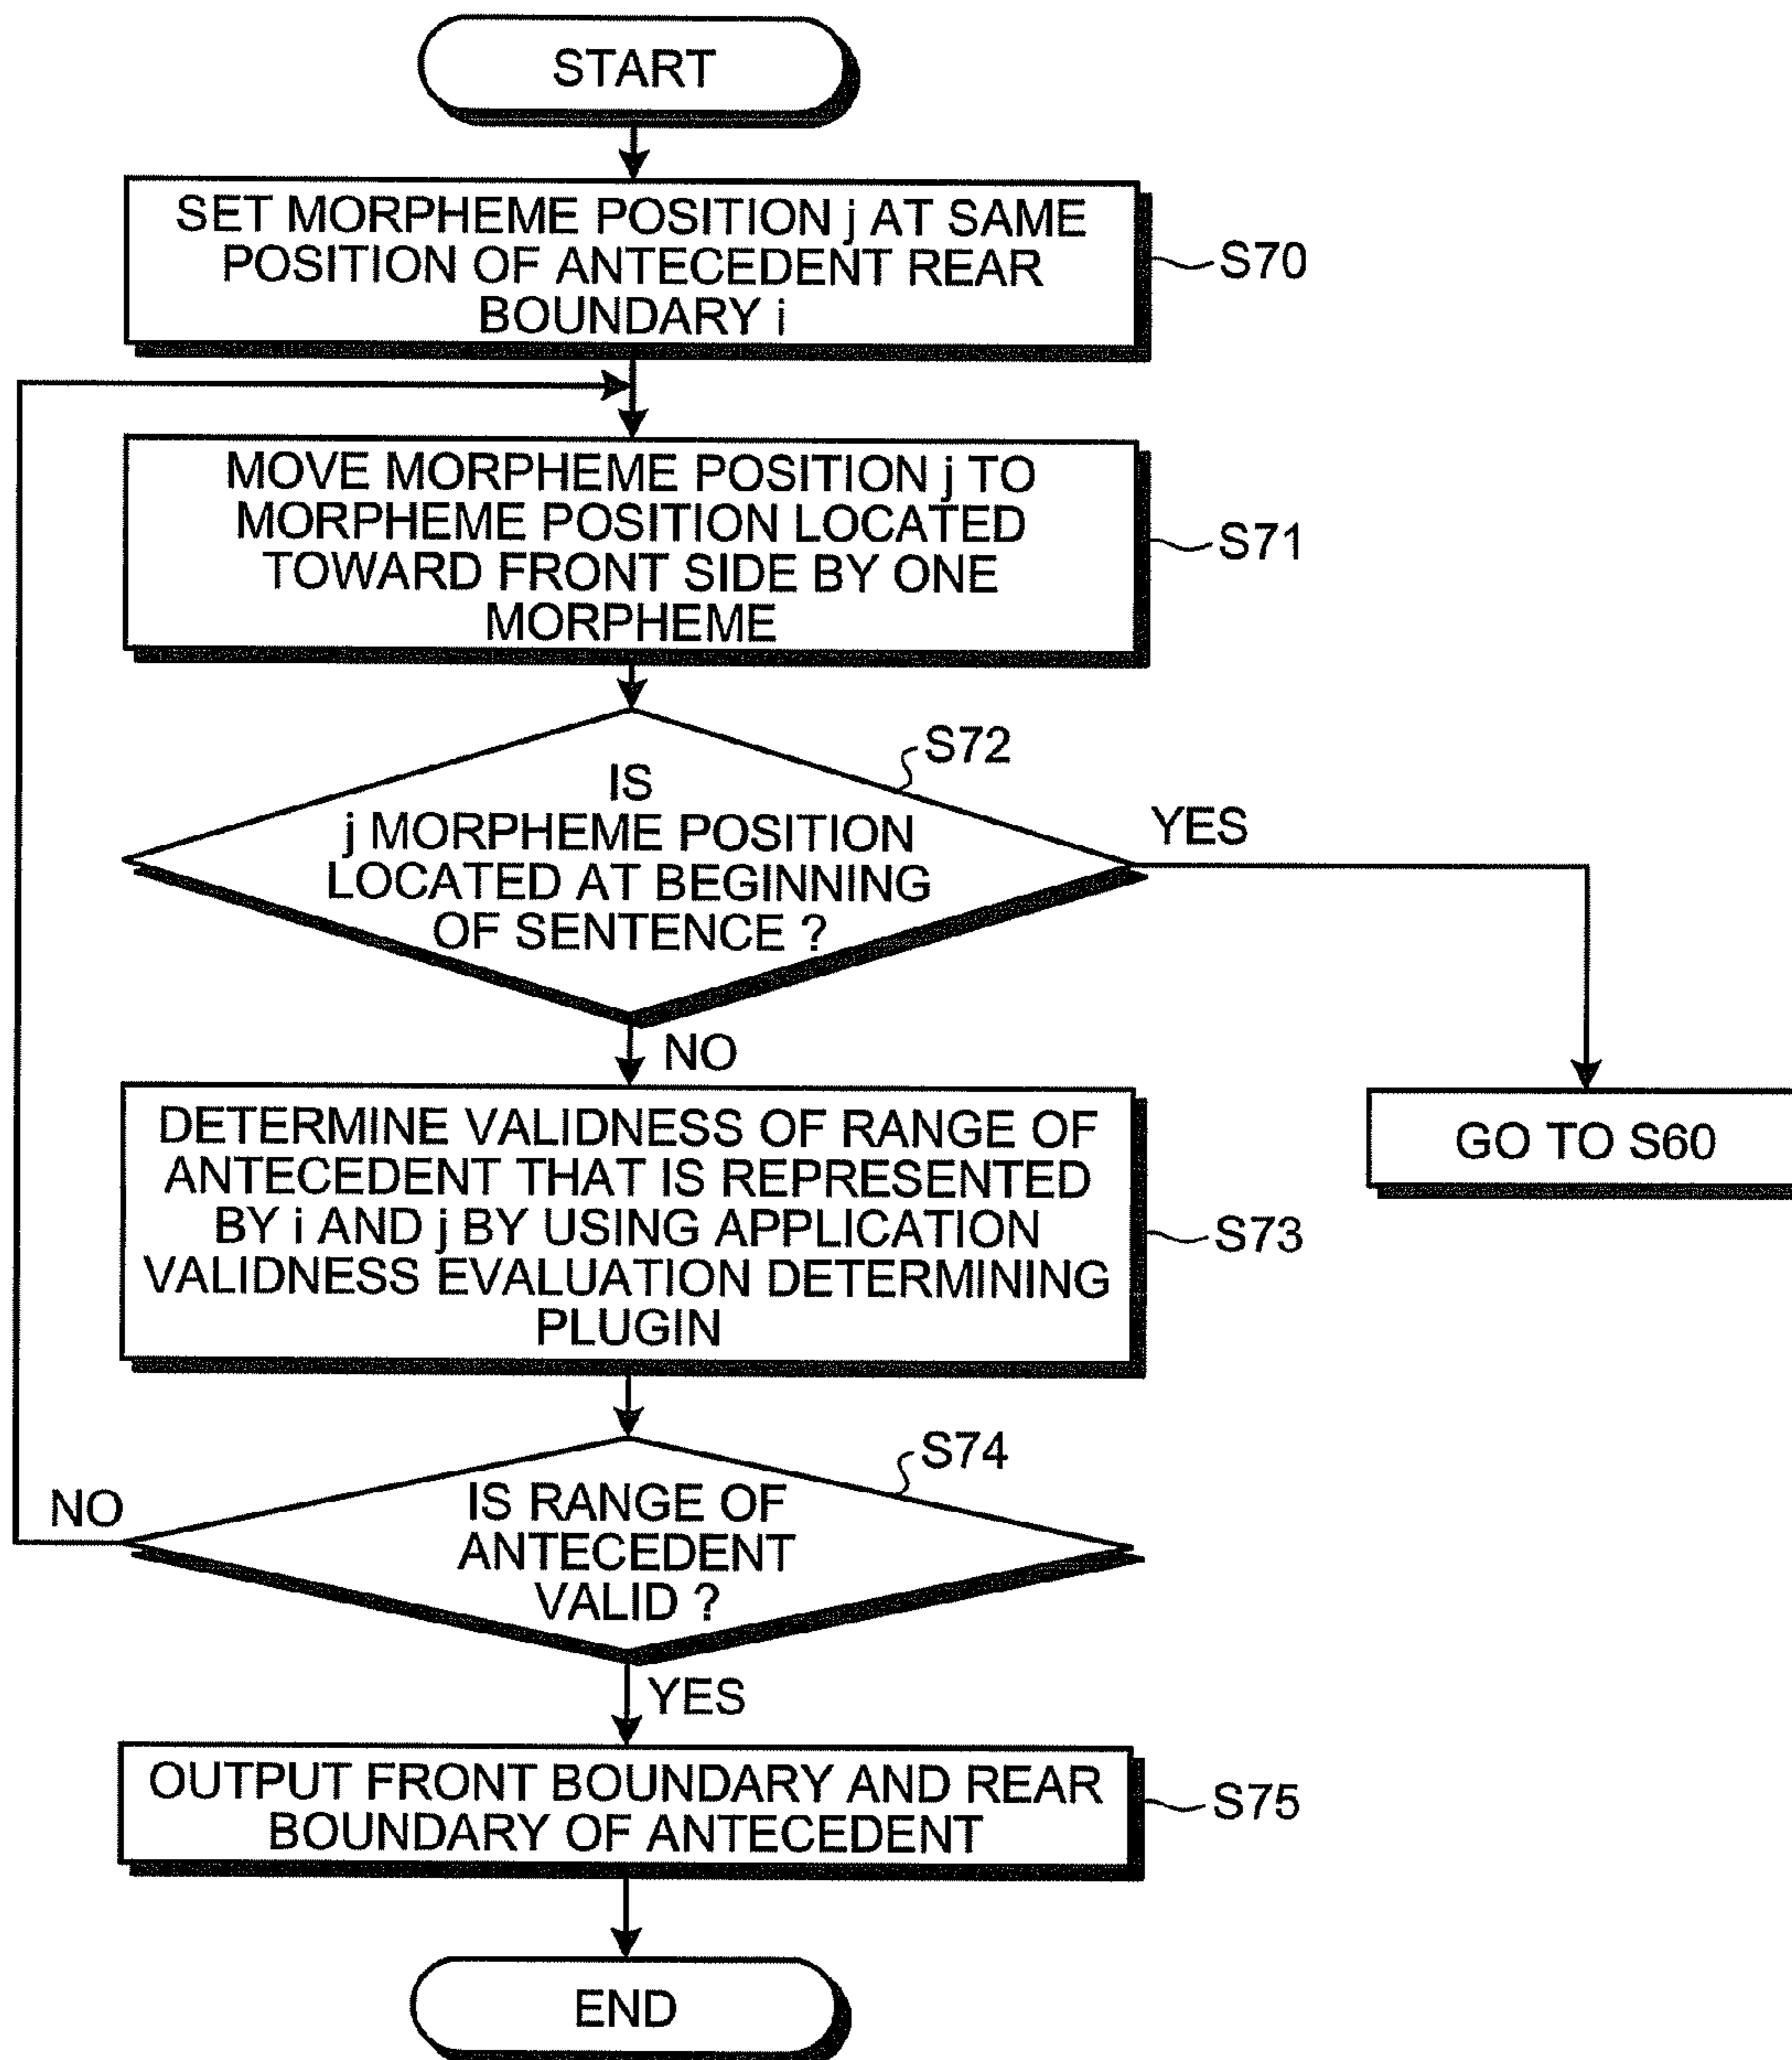 START
SET MORPHEME POSITION j AT SAME
POSITION OF ANTECEDENT REAR
BOUNDARY i
S70
MOVE MORPHEME POSITION j TO
MORPHEME POSITION LOCATED
TOWARD FRONT SIDE BY ONE
MORPHEME
S71
S72
IS
j MORPHEME POSITION
LOCATED AT BEGINNING
OF SENTENCE ?
YES
NO
GO TO S60
DETERMINE VALIDNESS OF RANGE OF
ANTECEDENT THAT IS REPRESENTED
BY i AND j BY USING APPLICATION
VALIDNESS EVALUATION DETERMINING
PLUGIN
S73
S74
IS RANGE OF
ANTECEDENT
VALID ?
NO
YES
OUTPUT FRONT BOUNDARY AND REAR
BOUNDARY OF ANTECEDENT
S75
END